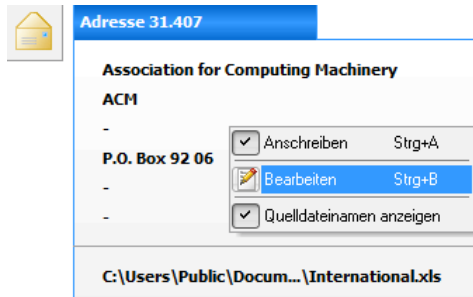 Adresse 31.407
Association for Computing Machinery
ACM
-
Anschreiben Strg+A
P.O. Box 92 06
Bearbeiten Strg+B
-
-
Quelldateinamen anzeigen
C:\Users\Public\Docum...\International.xls